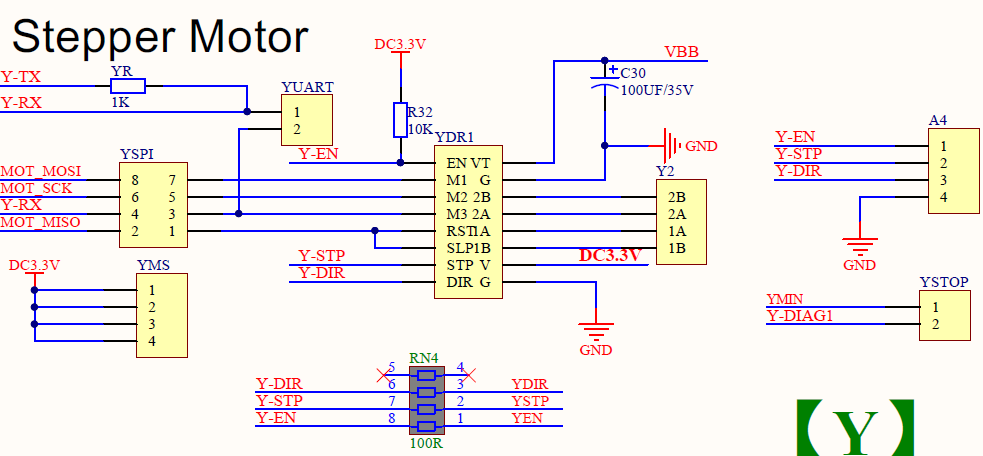 Stepper Motor
DC3.3V
VBB
Y-TX
YR
1K
Y-RX
YUART
1
2
C30
100UF/35V
R32
10K
GND
Y-EN
YDR1
EN VT
M1 G
M2 2B
M3 2A
RST1A
SLP1B
STP V
DIR G
YSPI
MOT_MOSI
8 7
MOT_SCK
6 5
Y-RX
4 3
MOT_MISO
2 1
Y2
2B
2A
1A
1B
DC3.3V
Y-STP
Y-DIR
GND
A4
Y-EN
1
Y-STP
2
Y-DIR
3
4
GND
DC3.3V
YMS
1
2
3
4
YSTOP
YMIN
1
Y-DIAG1
2
RN4
5 4
Y-DIR 6 3 YDIR
Y-STP 7 2 YSTP
Y-EN 8 1 YEN
100R
【Y】